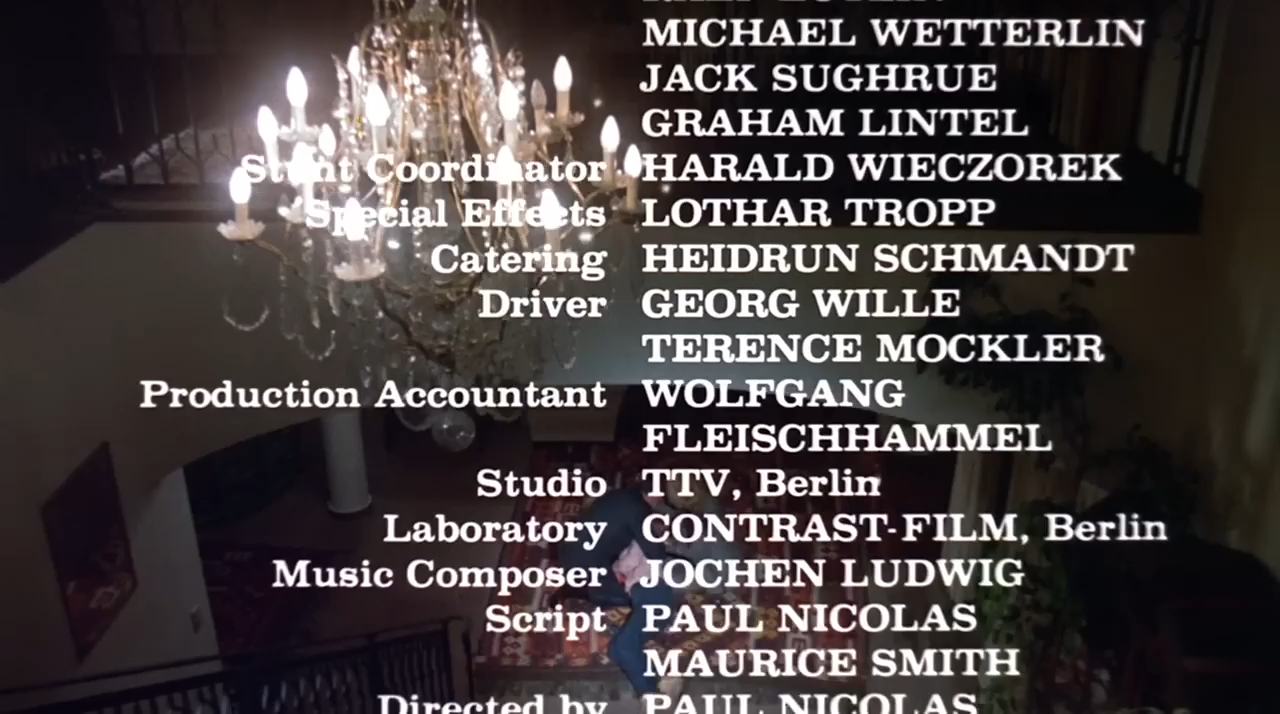 MICHAEL WETTERLIN
JACK SUGHRUE
GRAHAM LINTEL
Stunt Coordinator HARALD WIECZOREK
Special Effects LOTHAR TROPP
Catering HEIDRUN SCHMANDT
Driver GEORG WILLE
TERENCE MOCKLER
Production Accountant WOLFGANG
FLEISCHHAMMEL
Studio TTV, Berlin
Laboratory CONTRAST-FILM, Berlin
Music Composer JOCHEN LUDWIG
Script PAUL NICOLAS
MAURICE SMITH
Directed by PAUL NICOLAS